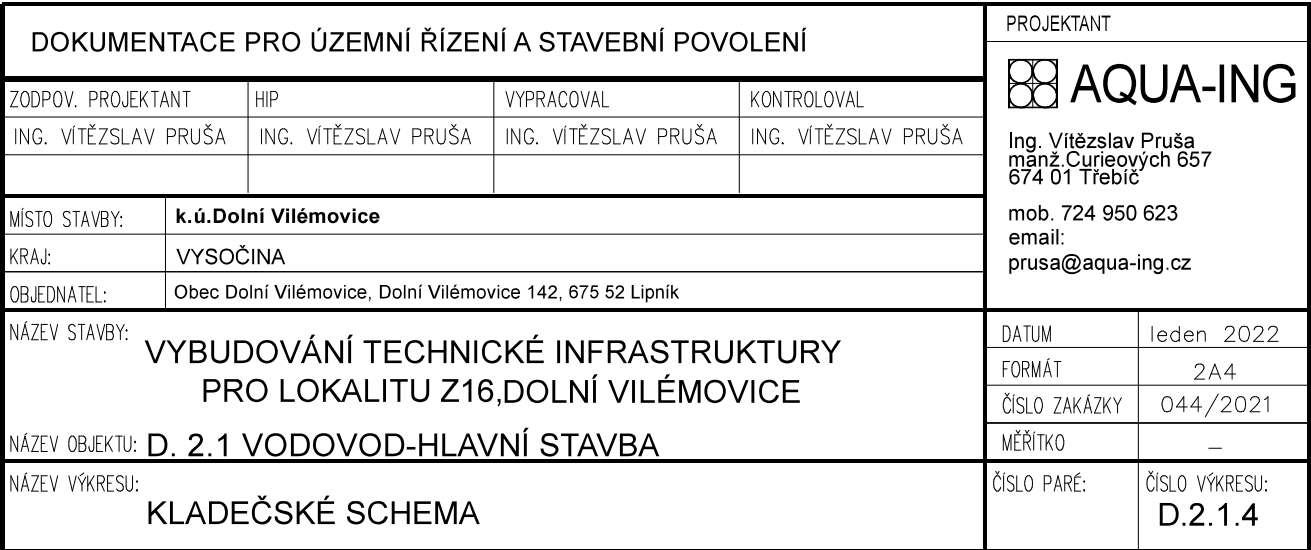 DOKUMENTACE PRO ÚZEMNÍ ŘÍZENÍ A STAVEBNÍ POVOLENÍ
ZODPOV. PROJEKTANT HIP VYPRACOVAL KONTROLOVAL
ING. VÍTĚZSLAV PRUŠA ING. VÍTĚZSLAV PRUŠA ING. VÍTĚZSLAV PRUŠA ING. VÍTĚZSLAV PRUŠA
MÍSTO STAVBY: k.ú.Dolní Vilémovice
KRAJ: VYSOČINA
OBJEDNATEL: Obec Dolní Vilémovice, Dolní Vilémovice 142, 675 52 Lipník
PROJEKTANT
AQUA-ING
Ing. Vítězslav Pruša
manž.Curieových 657
674 01 Třebíč
mob. 724 950 623
email:
prusa@aqua-ing.cz
NÁZEV STAVBY: VYBUDOVÁNÍ TECHNICKÉ INFRASTRUKTURY
PRO LOKALITU Z16,DOLNÍ VILÉMOVICE
NÁZEV OBJEKTU: D. 2.1 VODOVOD-HLAVNÍ STAVBA
DATUM leden 2022
FORMÁT 2A4
ČÍSLO ZAKÁZKY 044/2021
MĚŘÍTKO –
NÁZEV VÝKRESU:
KLADEČSKÉ SCHEMA
ČÍSLO PARÉ: ČÍSLO VÝKRESU:
D.2.1.4